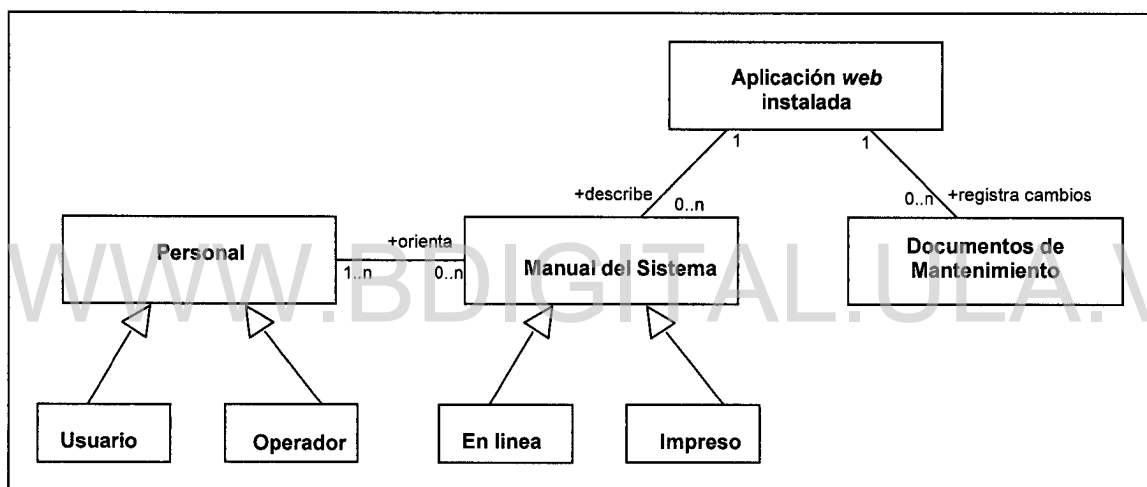 Aplicación web
instalada
1
1
+describe
0..n
0..n
+registra cambios
Personal
+orienta
1..n
0..n
Manual del Sistema
Documentos de
Mantenimiento
WWW.BDIGITAL.ULA.V
Usuario
Operador
En linea
Impreso